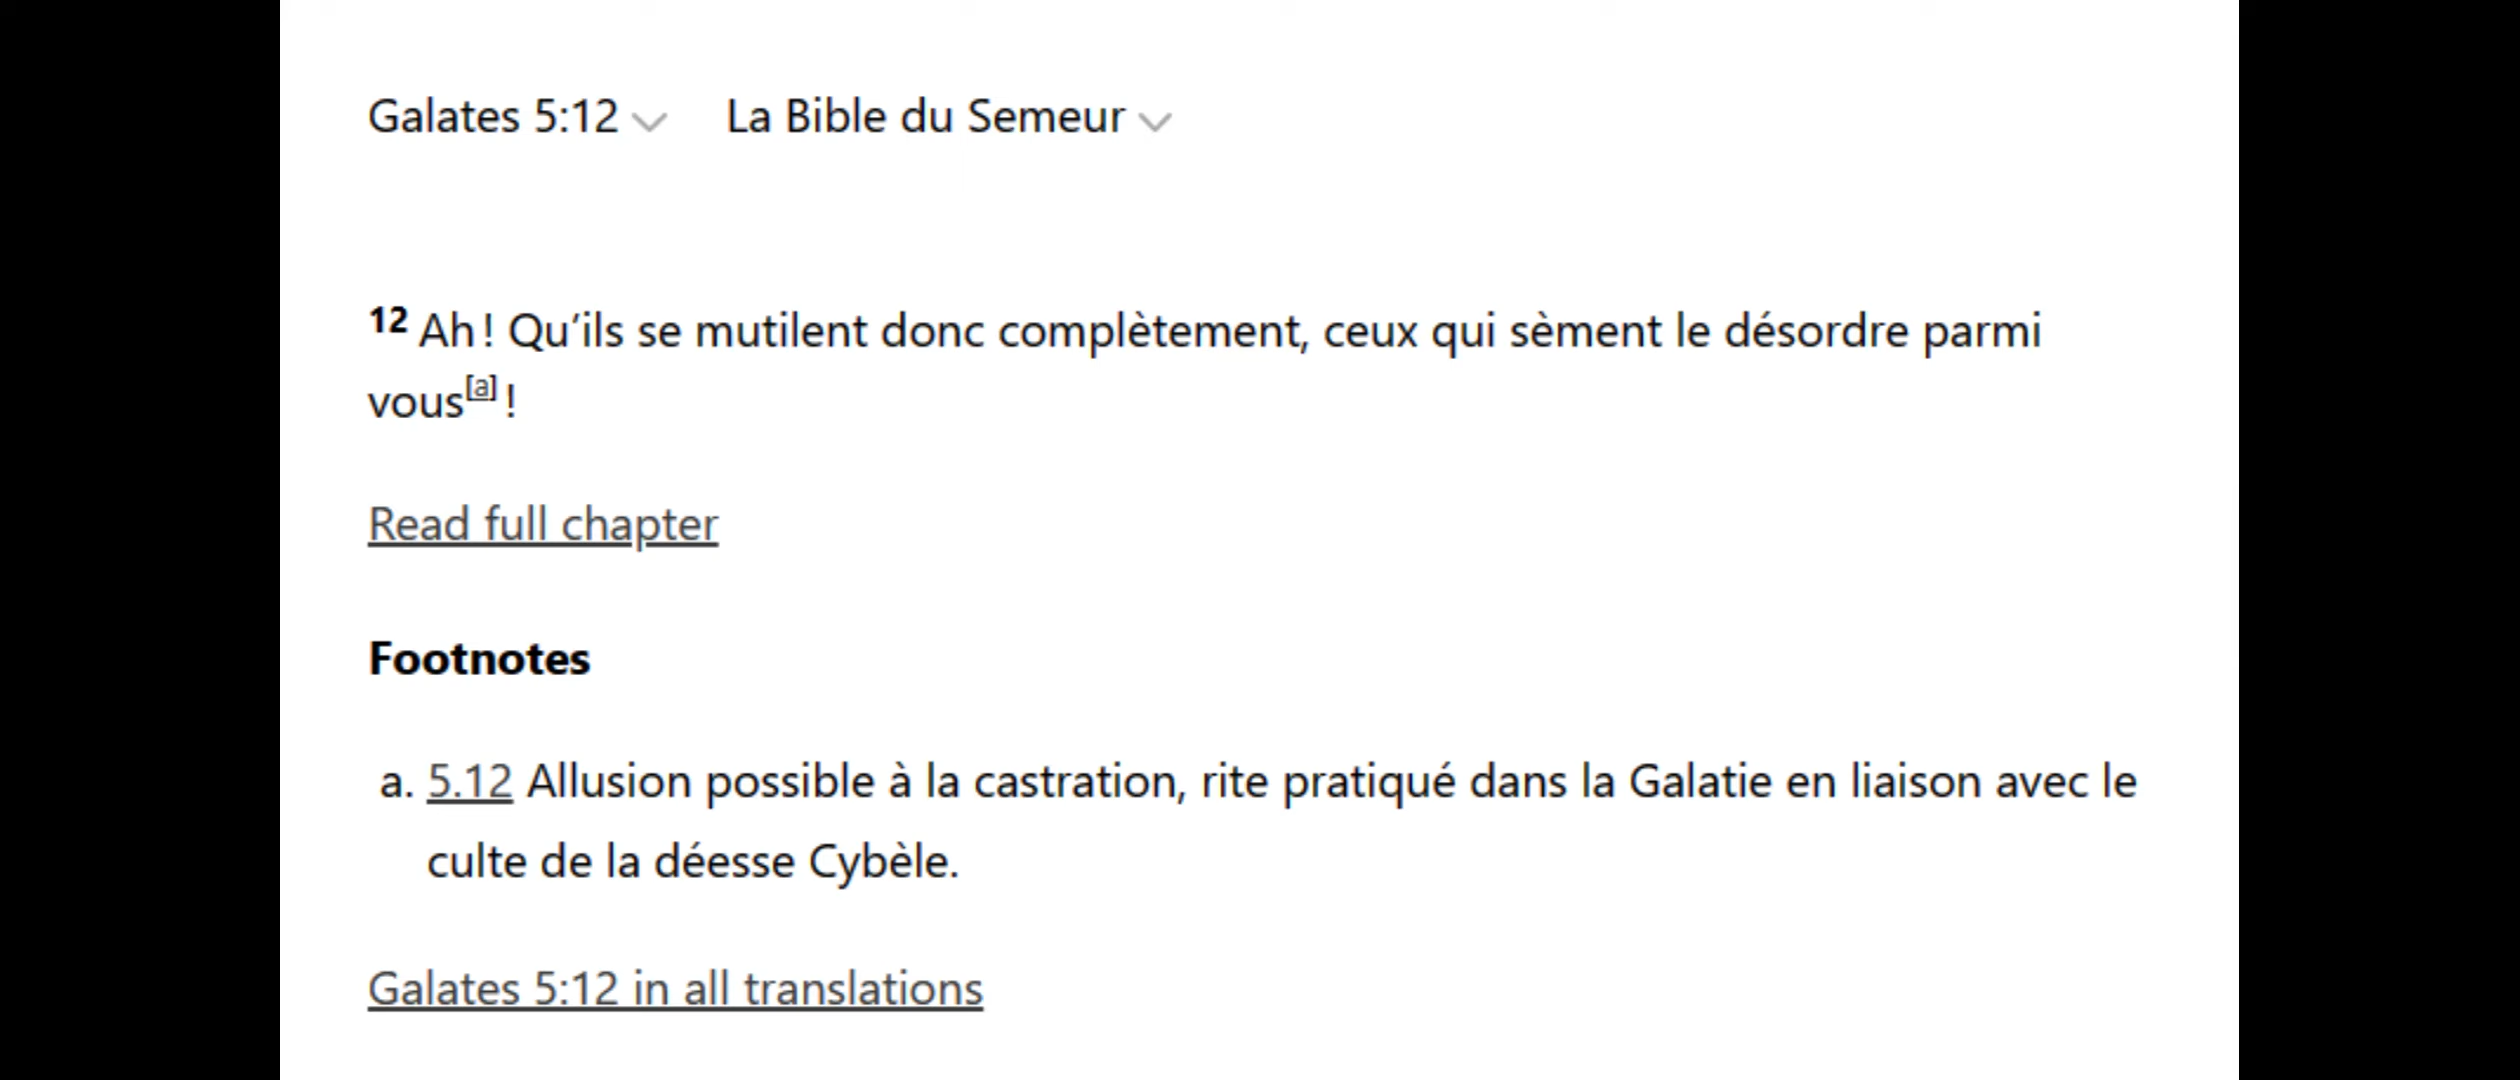 Galates 5:12 La Bible du Semeur
12 Ah ! Qu’ils se mutilent donc complètement, ceux qui sèment le désordre parmi
vous[a] !
Read full chapter
Footnotes
a. 5.12 Allusion possible à la castration, rite pratiqué dans la Galatie en liaison avec le
culte de la déesse Cybèle.
Galates 5:12 in all translations